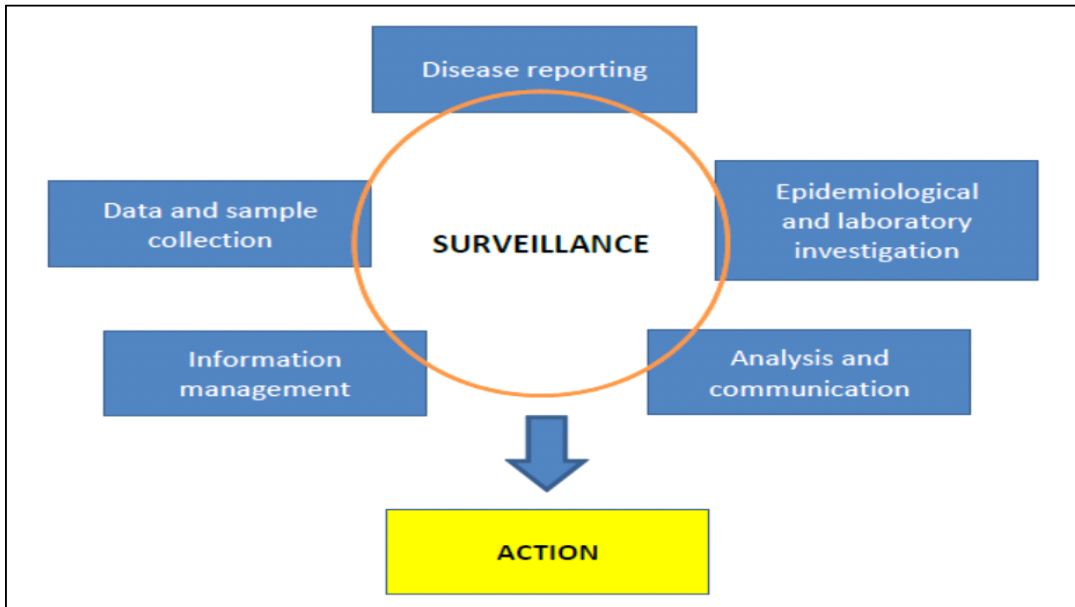 Disease reporting
Data and sample
collection
SURVEILLANCE
Epidemiological
and laboratory
investigation
Information
management
Analysis and
communication
ACTION